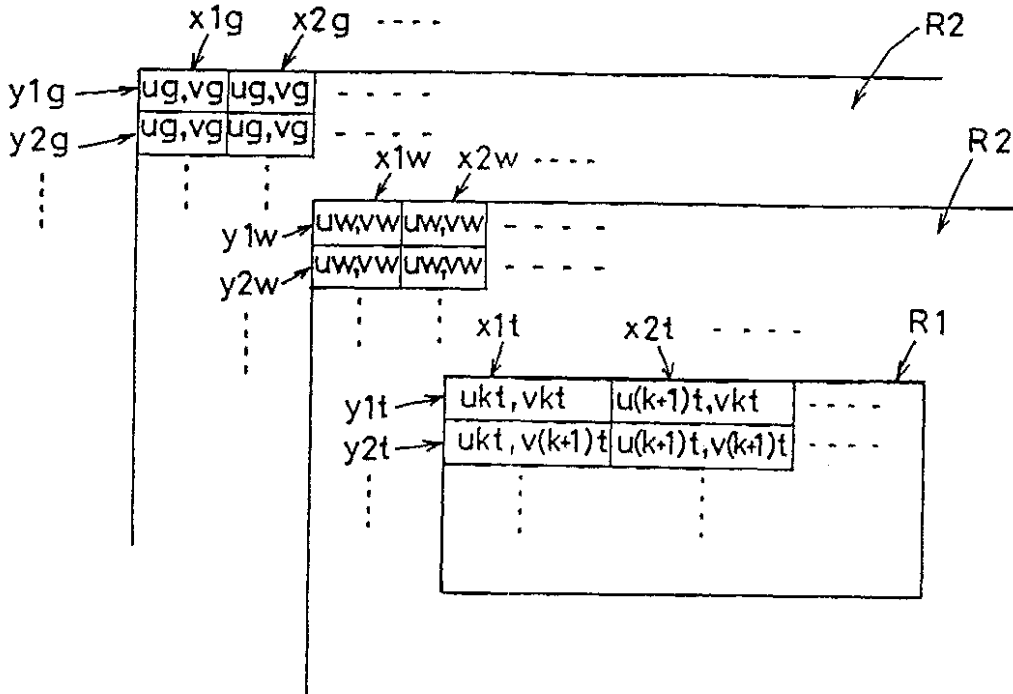 x1g x2g - - - -
R2
y1g ug,vg ug,vg - - - -
y2g ug,vg ug,vg - - - -
x1w x2w - - - -
R2
y1w uw,vw uw,vw - - - - -
y2w uw,vw uw,vw - - - - -
x1t x2t - - - -
R1
y1t ukt,vkt u(k+1)t,vkt - - - -
y2t ukt,v(k+1)t u(k+1)t,v(k+1)t - - - -